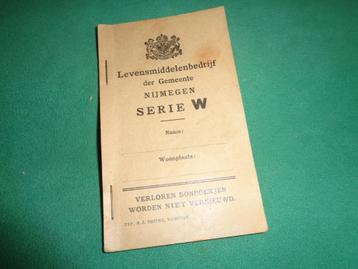 Levensmiddelenbedrijf
der Gemeente
NIJMEGEN
SERIE W
Naam:
Woonplaats:
VERLOREN BONBOEKJES
WORDEN NIET VERNIEUWD.